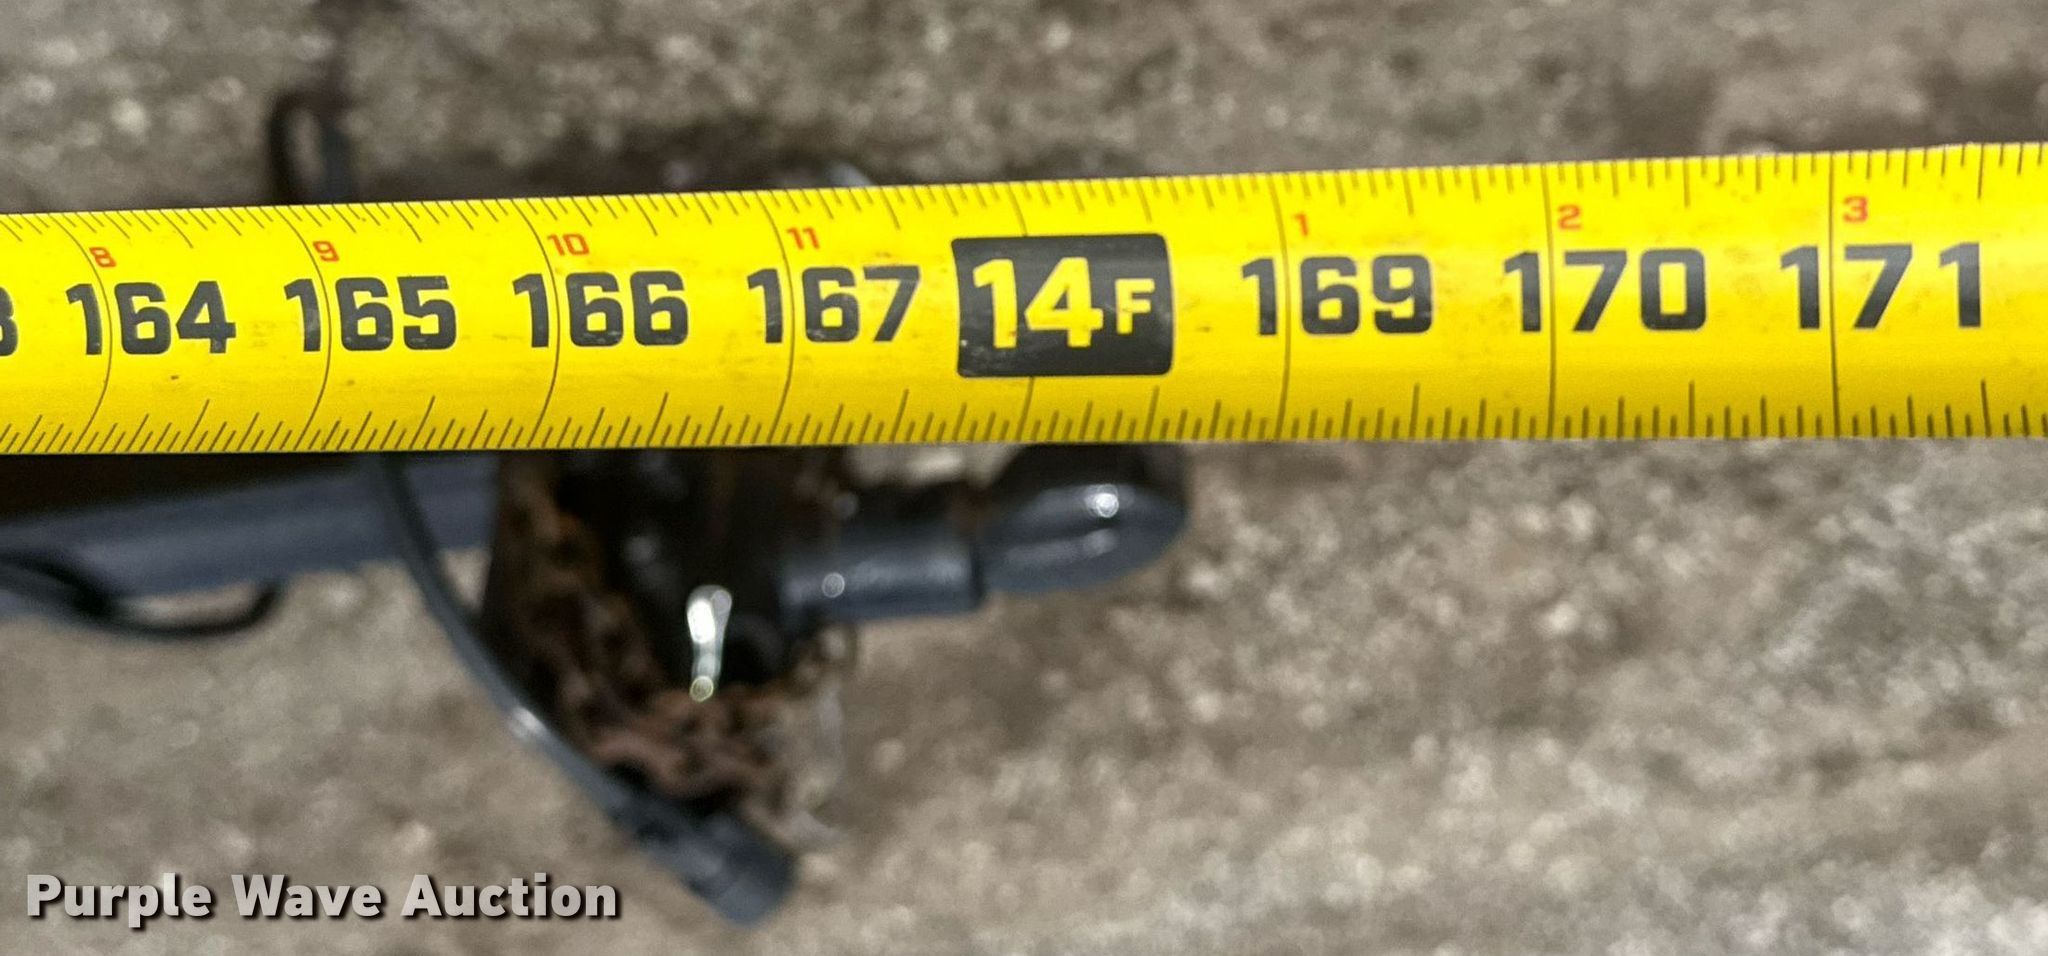 8 9 10 11 1 2 3
164 165 166 167 14F 169 170 171
Purple Wave Auction